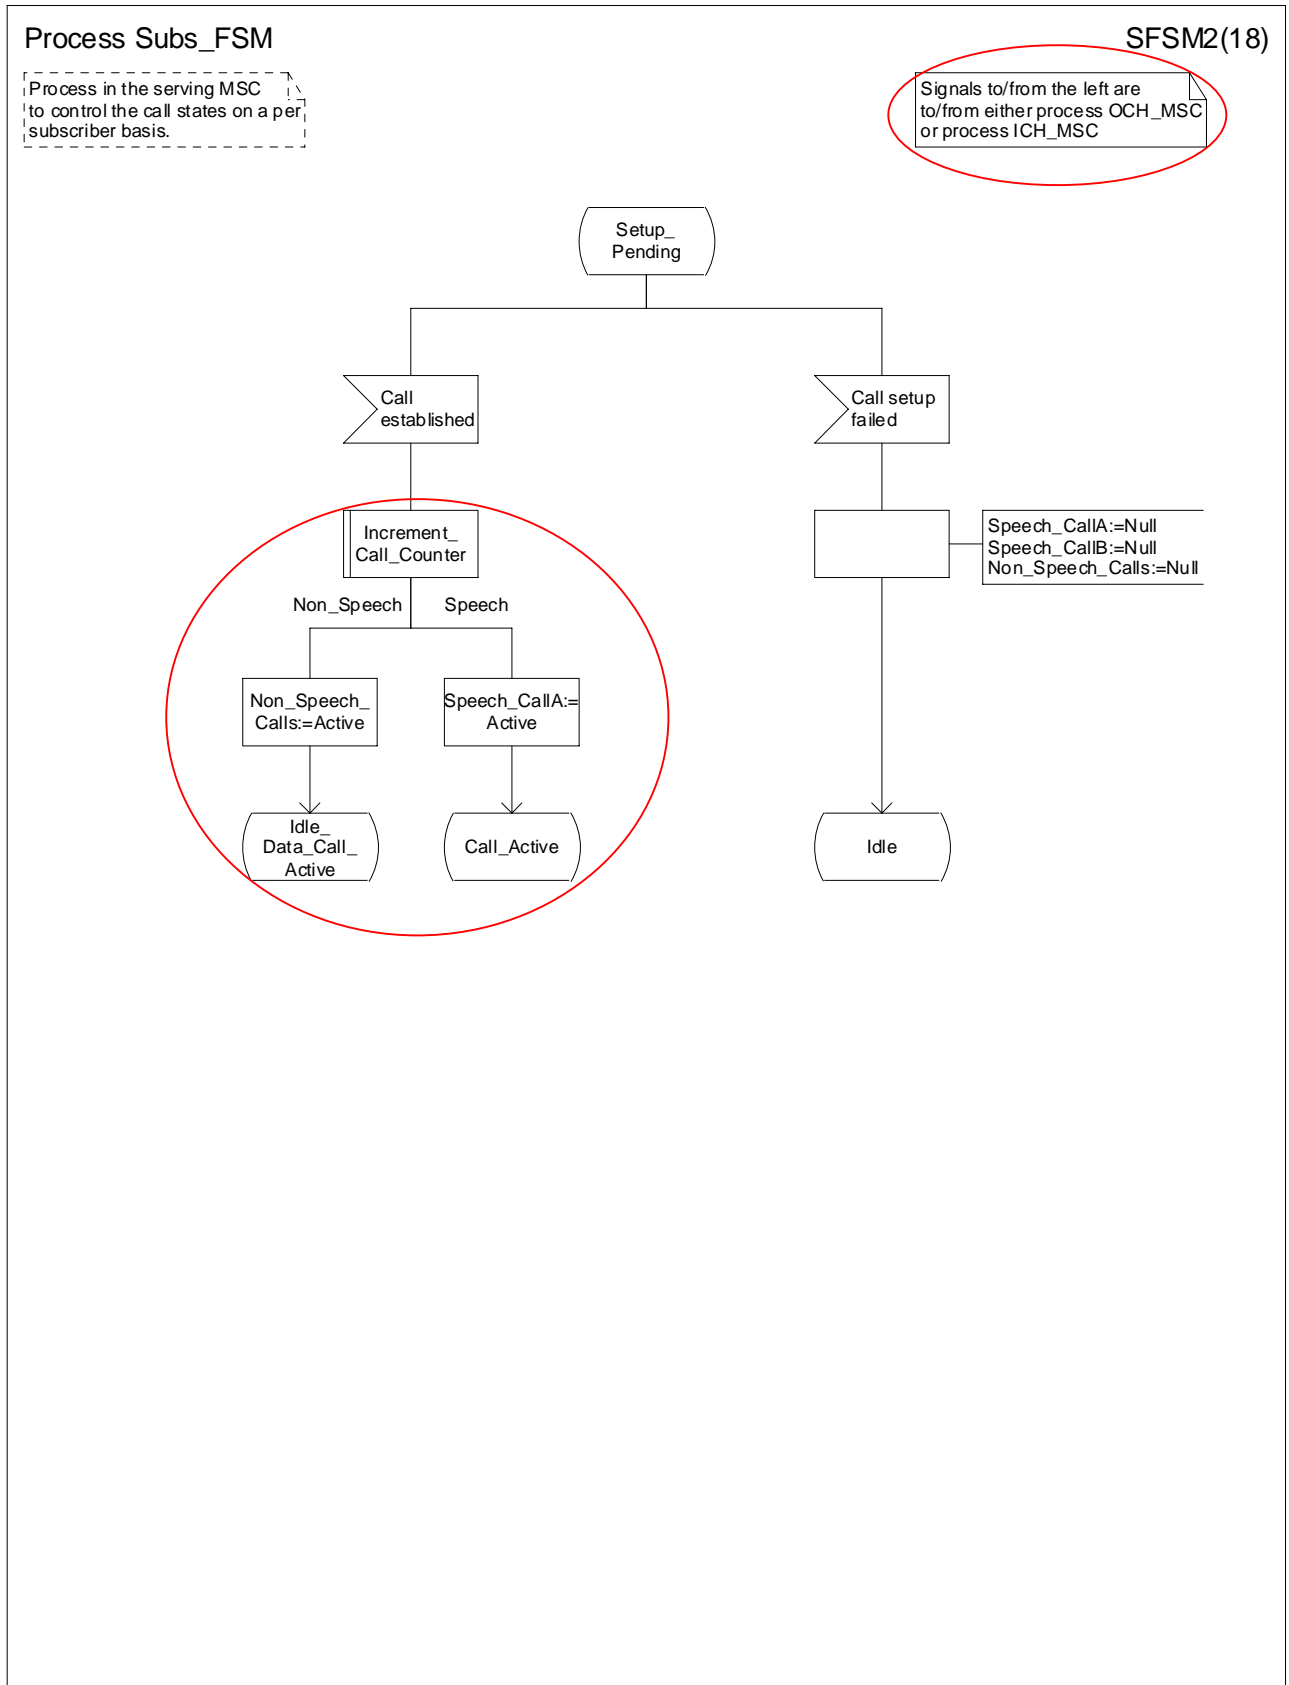 Process Subs_FSM
SFSM2(18)
Process in the serving MSC
to control the call states on a per
subscriber basis.
Signals to/from the left are
to/from either process OCH_MSC
or process ICH_MSC
Setup_
Pending
Call
established
Call setup
failed
Increment_
Call_Counter
Speech_CallA:=Null
Speech_CallB:=Null
Non_Speech_Calls:=Null
Non_Speech
Speech
Non_Speech_
Calls:=Active
Speech_CallA:=
Active
Idle_
Data_Call_
Active
Call_Active
Idle